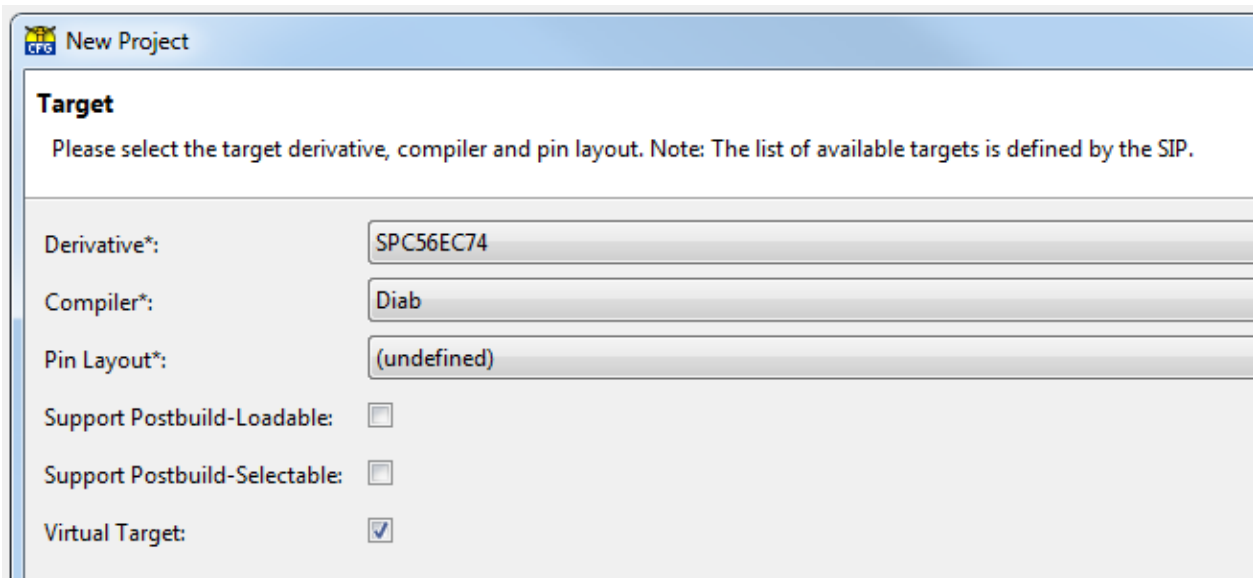 CFG New Project
Target
Please select the target derivative, compiler and pin layout. Note: The list of available targets is defined by the SIP.
Derivative*: SPC56EC74
Compiler*: Diab
Pin Layout*: (undefined)
Support Postbuild-Loadable:
Support Postbuild-Selectable:
Virtual Target: